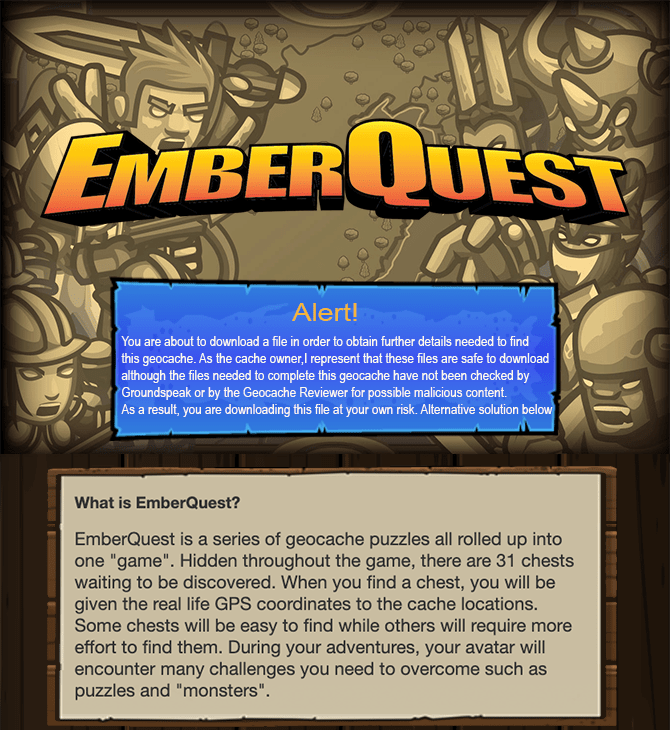 EMBERQUEST
Alert!
You are about to download a file in order to obtain further details needed to find
this geocache. As the cache owner,I represent that these files are safe to download
although the files needed to complete this geocache have not been checked by
Groundspeak or by the Geocache Reviewer for possible malicious content.
As a result, you are downloading this file at your own risk. Alternative solution below
What is EmberQuest?
EmberQuest is a series of geocache puzzles all rolled up into
one "game". Hidden throughout the game, there are 31 chests
waiting to be discovered. When you find a chest, you will be
given the real life GPS coordinates to the cache locations.
Some chests will be easy to find while others will require more
effort to find them. During your adventures, your avatar will
encounter many challenges you need to overcome such as
puzzles and "monsters".